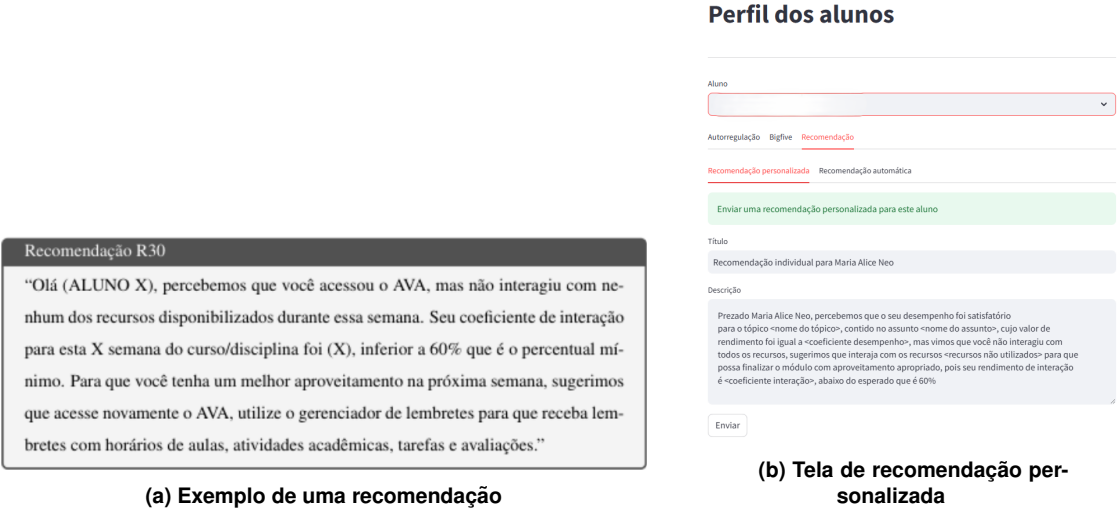 Recomendação R30
“Olá (ALUNO X), percebemos que você acessou o AVA, mas não interagiu com ne-
nhum dos recursos disponibilizados durante essa semana. Seu coeficiente de interação
para esta X semana do curso/disciplina foi (X), inferior a 60% que é o percentual mí-
nimo. Para que você tenha um melhor aproveitamento na próxima semana, sugerimos
que acesse novamente o AVA, utilize o gerenciador de lembretes para que receba lem-
bretes com horários de aulas, atividades acadêmicas, tarefas e avaliações.”
(a) Exemplo de uma recomendação
Perfil dos alunos
Aluno
Autorregulação Bigfive Recomendação
Recomendação personalizada Recomendação automática
Enviar uma recomendação personalizada para este aluno
Título
Recomendação individual para Maria Alice Neo
Descrição
Prezado Maria Alice Neo, percebemos que o seu desempenho foi satisfatório
para o tópico <nome do tópico>, contido no assunto <nome do assunto>, cujo valor de
rendimento foi igual a <coeficiente desempenho>, mas vimos que você não interagiu com
todos os recursos, sugerimos que interaja com os recursos <recursos não utilizados> para que
possa finalizar o módulo com aproveitamento apropriado, pois seu rendimento de interação
é <coeficiente interação>, abaixo do esperado que é 60%
Enviar
(b) Tela de recomendação per-
sonalizada